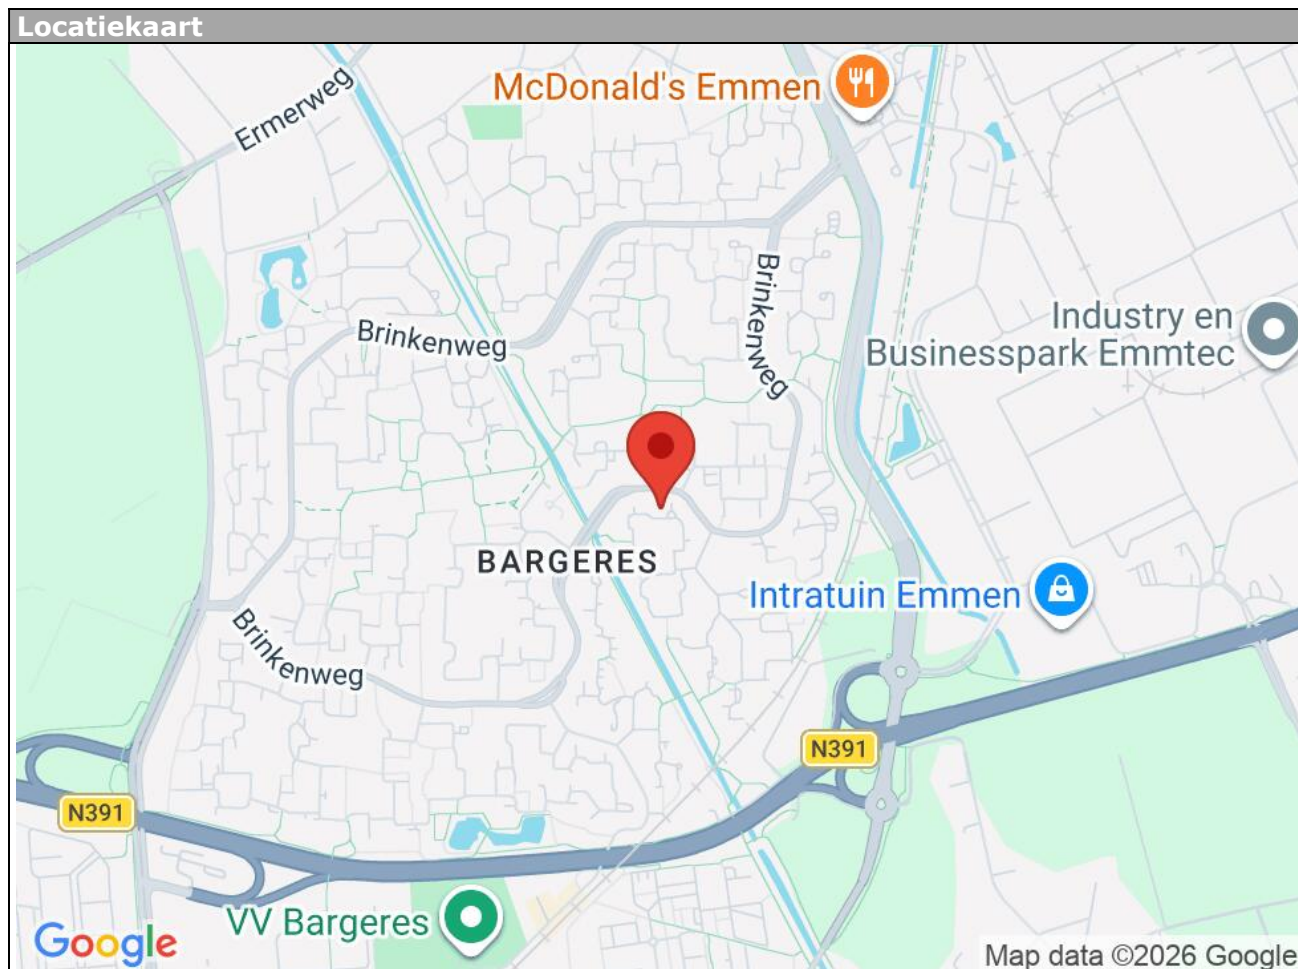 Locatiekaart
McDonald's Emmen
Ermerweg
Brinkenweg
Brinkenweg
Industry en
Businesspark Emmtec
BARGERES
Intratuin Emmen
Brinkenweg
N391
N391
VV Bargeres
Google
Map data ©2026 Google